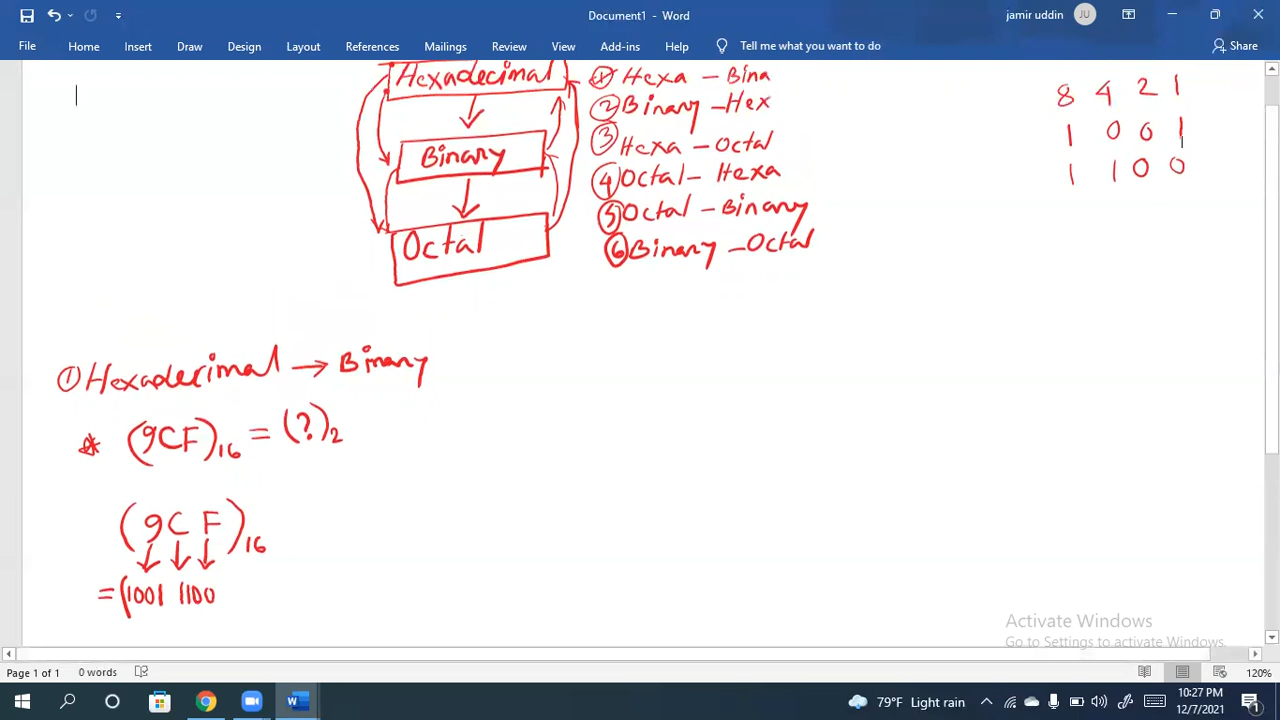 Document1 - Word
jamir uddin
JU
File Home Insert Draw Design Layout References Mailings Review View Add-ins Help Tell me what you want to do Share
Hexadecimal
Binary
Octal
① Hexa - Bina
② Binary - Hex
③ Hexa - Octal
④ Octal - Hexa
⑤ Octal - Binary
⑥ Binary - Octal
8 4 2 1
1 0 0 1
1 1 0 0
① Hexadecimal → Binary
* (9CF)16 = (?)2
(9CF)16
= (1001 1100
Activate Windows
Go to Settings to activate Windows.
Page 1 of 1 0 words 120%
79°F Light rain
10:27 PM
12/7/2021
1